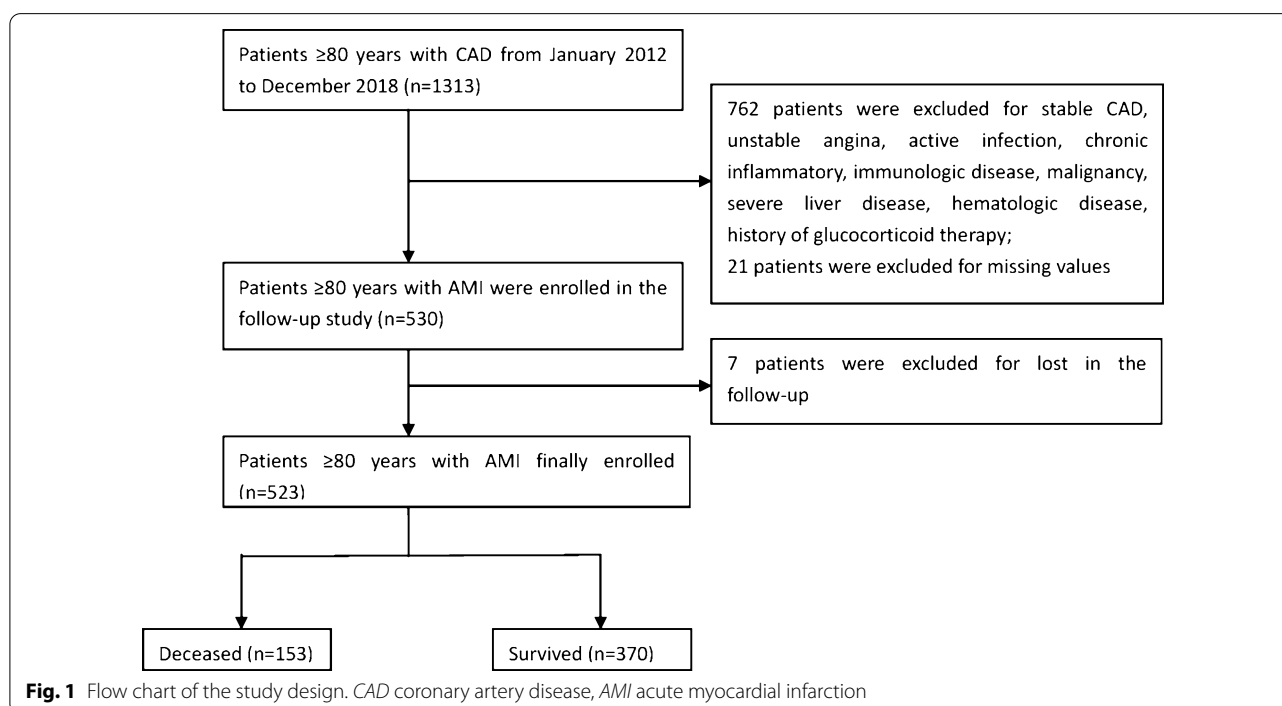 Patients ≥80 years with CAD from January 2012
to December 2018 (n=1313)
762 patients were excluded for stable CAD,
unstable angina, active infection, chronic
inflammatory, immunologic disease, malignancy,
severe liver disease, hematologic disease,
history of glucocorticoid therapy;
21 patients were excluded for missing values
Patients ≥80 years with AMI were enrolled in the
follow-up study (n=530)
7 patients were excluded for lost in the
follow-up
Patients ≥80 years with AMI finally enrolled
(n=523)
Deceased (n=153)
Survived (n=370)
Fig. 1 Flow chart of the study design. CAD coronary artery disease, AMI acute myocardial infarction